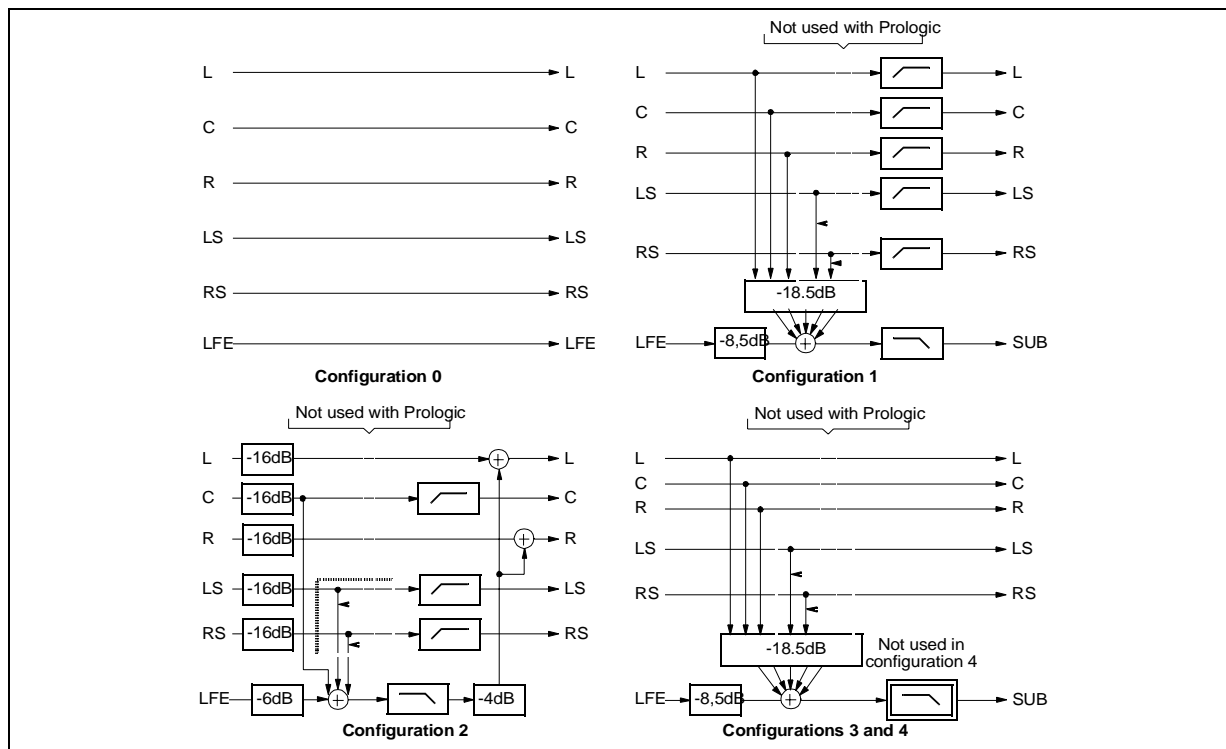 L L
C C
R R
LS LS
RS RS
LFE LFE
Configuration 0
Not used with Prologic
L L
C C
R R
LS LS
RS RS
-18.5dB
LFE -8,5dB SUB
Configuration 1
Not used with Prologic
L -16dB L
C -16dB C
R -16dB R
LS -16dB LS
RS -16dB RS
LFE -6dB -4dB
Configuration 2
Not used with Prologic
L L
C C
R R
LS LS
RS RS
-18.5dB
Not used in
configuration 4
LFE -8,5dB SUB
Configurations 3 and 4